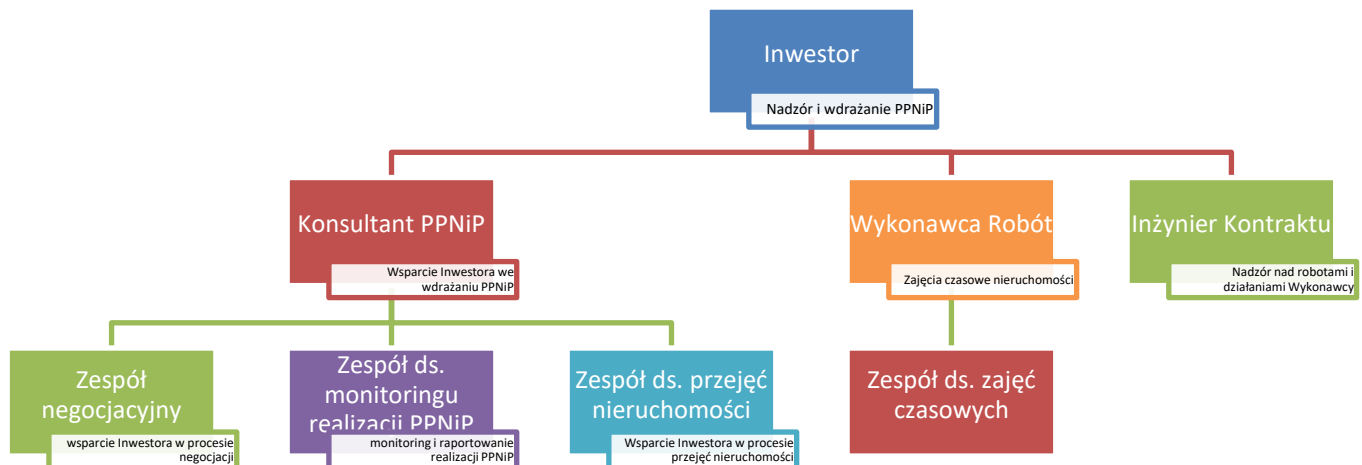 Inwestor
Nadzór i wdrażanie PPNiP
Konsultant PPNiP
Wsparcie Inwestora we
wdrażaniu PPNiP
Wykonawca Robót
Zajęcia czasowe nieruchomości
Inżynier Kontraktu
Nadzór nad robotami i
działaniami Wykonawcy
Zespół
negocjacyjny
wsparcie Inwestora w procesie
negocjacji
Zespół ds.
monitoringu
realizacji PPNiP
monitoring i raportowanie
realizacji PPNiP
Zespół ds. przejęć
nieruchomości
Wsparcie Inwestora w procesie
przejęć nieruchomości
Zespół ds. zajęć
czasowych